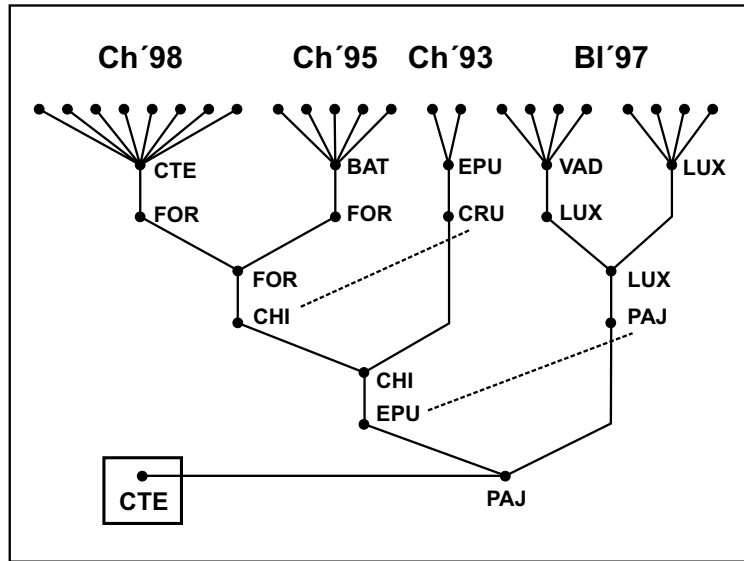 Ch´98 Ch´95 Ch´93 Bl´97
CTE BAT EPU VAD LUX
FOR FOR CRU LUX
FOR LUX
CHI PAJ
CHI
EPU
CTE PAJ